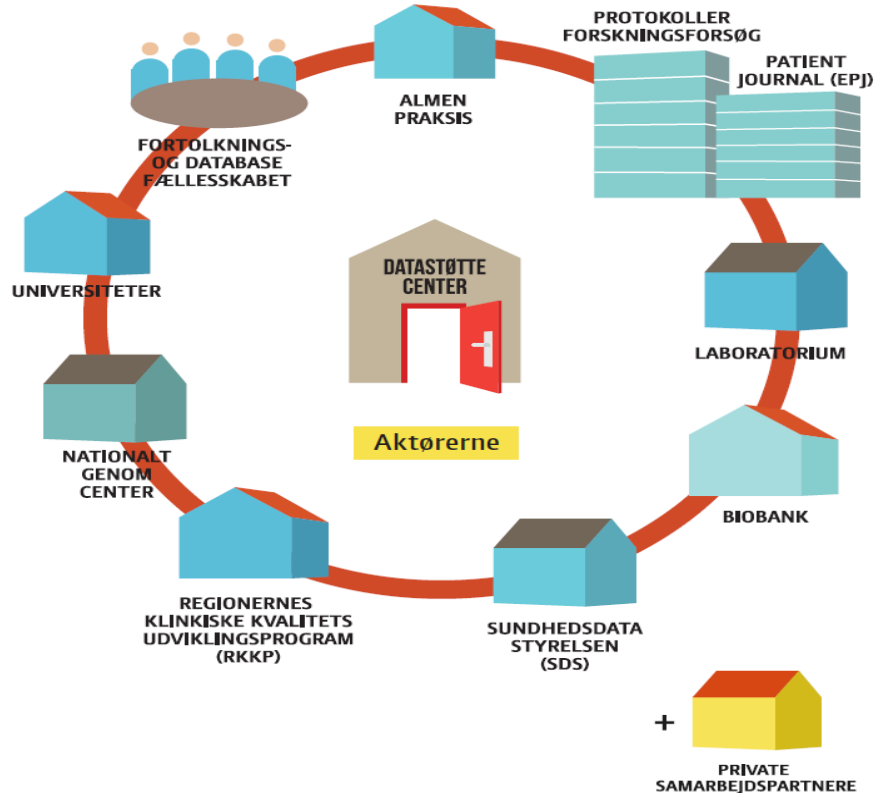 PROTOKOLLER
FORSKNINGSFORSØG
PATIENT
JOURNAL (EPJ)
ALMEN
PRAKSIS
FORTOLKNINGS-
OG DATABASE
FÆLLESSKABET
UNIVERSITETER
DATASTØTTE
CENTER
LABORATORIUM
Aktørerne
NATIONALT
GENOM
CENTER
BIOBANK
REGIONERNES
KLINISKE KVALITETS
UDVIKLINGSPROGRAM
(RKKP)
SUNDHEDSDATA
STYRELSEN
(SDS)
+
PRIVATE
SAMARBEJDSPARTNERE